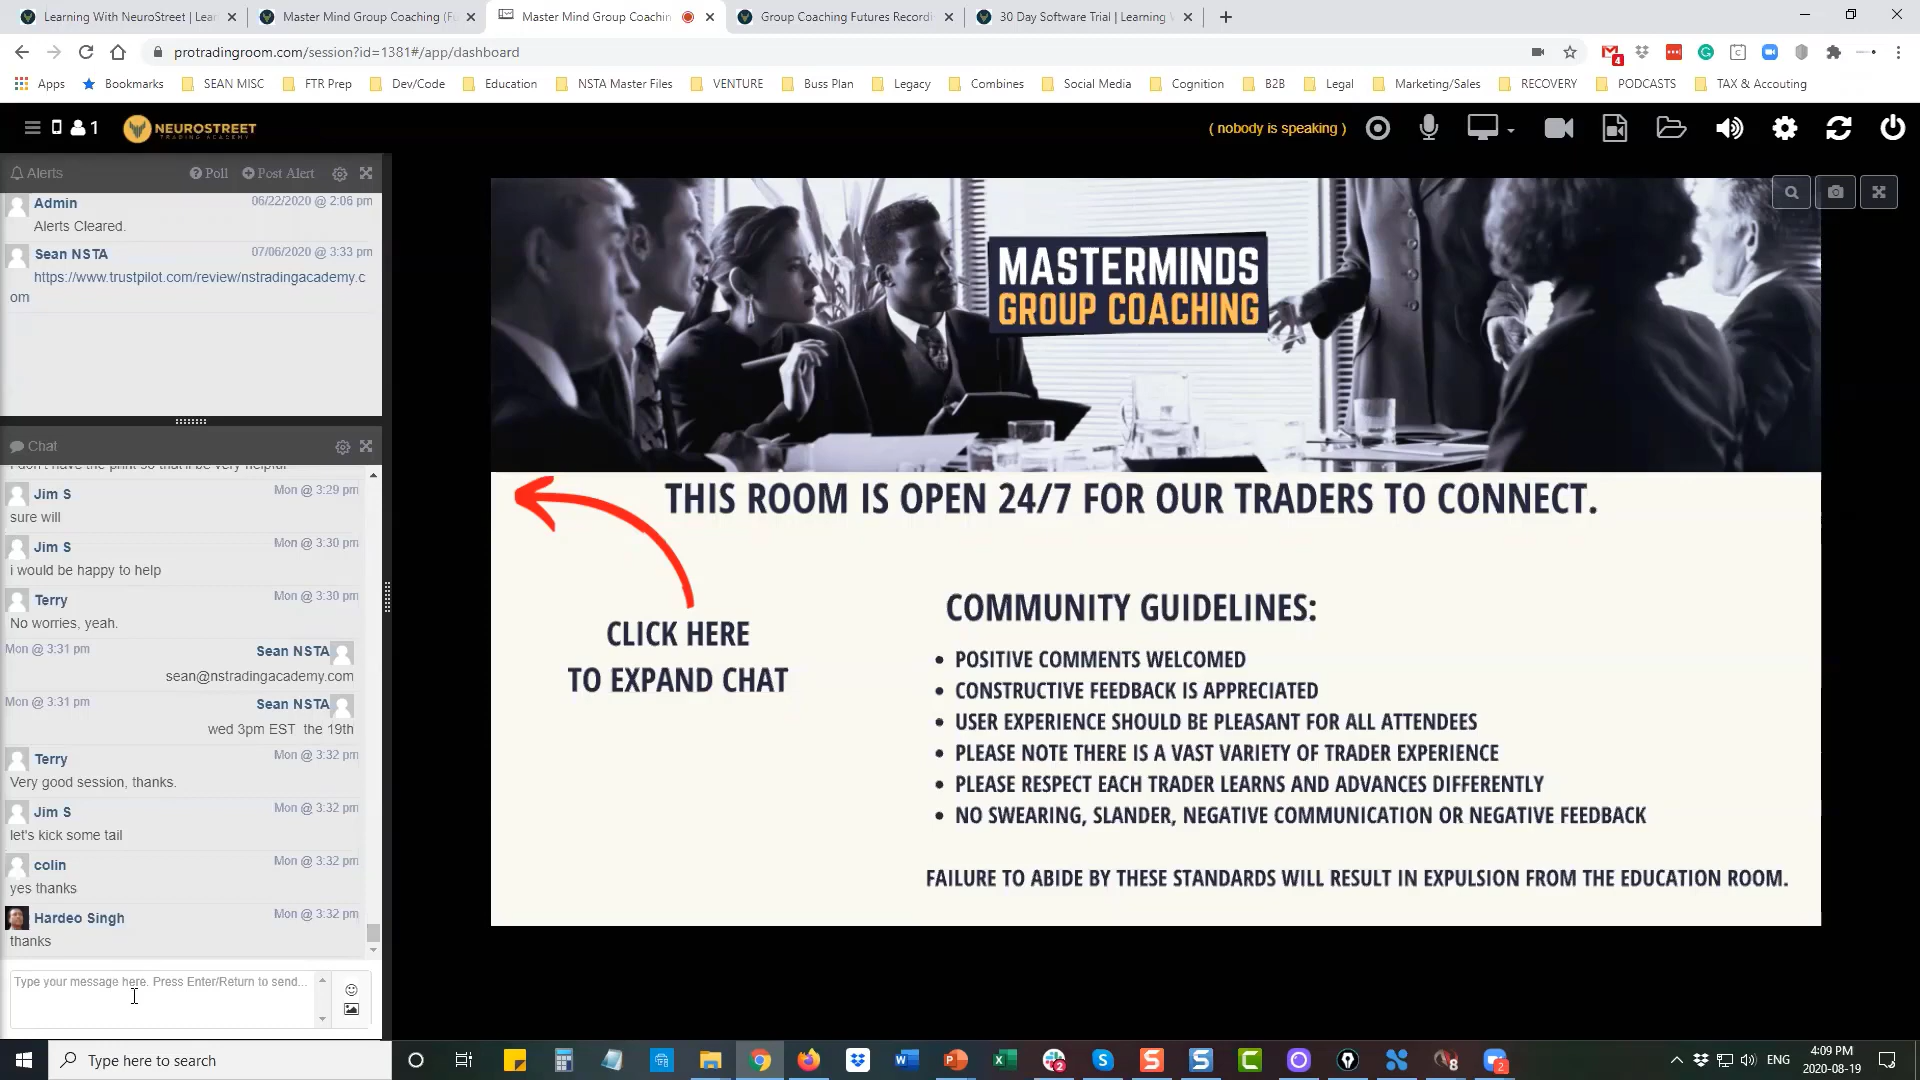 Learning With NeuroStreet | Lear
Master Mind Group Coaching (Fu
Master Mind Group Coachin
Group Coaching Futures Recordi
30 Day Software Trial | Learning W
protradingroom.com/session?id=1381#/app/dashboard
4
Apps
Bookmarks
SEAN MISC
FTR Prep
Dev/Code
Education
NSTA Master Files
VENTURE
Buss Plan
Legacy
Combines
Social Media
Cognition
B2B
Legal
Marketing/Sales
RECOVERY
PODCASTS
TAX & Accouting
1
NEUROSTREET
TRADING ACADEMY
( nobody is speaking )
Alerts
Poll
Post Alert
Admin
06/22/2020 @ 2:06 pm
Alerts Cleared.
Sean NSTA
07/06/2020 @ 3:33 pm
https://www.trustpilot.com/review/nstradingacademy.c
om
Chat
Jim S
Mon @ 3:29 pm
sure will
Jim S
Mon @ 3:30 pm
i would be happy to help
Terry
Mon @ 3:30 pm
No worries, yeah.
Mon @ 3:31 pm
Sean NSTA
sean@nstradingacademy.com
Mon @ 3:31 pm
Sean NSTA
wed 3pm EST  the 19th
Terry
Mon @ 3:32 pm
Very good session, thanks.
Jim S
Mon @ 3:32 pm
let's kick some tail
colin
Mon @ 3:32 pm
yes thanks
Hardeo Singh
Mon @ 3:32 pm
thanks
Type your message here. Press Enter/Return to send...
MASTERMINDS
GROUP COACHING
THIS ROOM IS OPEN 24/7 FOR OUR TRADERS TO CONNECT.
CLICK HERE
TO EXPAND CHAT
COMMUNITY GUIDELINES:
• POSITIVE COMMENTS WELCOMED
• CONSTRUCTIVE FEEDBACK IS APPRECIATED
• USER EXPERIENCE SHOULD BE PLEASANT FOR ALL ATTENDEES
• PLEASE NOTE THERE IS A VAST VARIETY OF TRADER EXPERIENCE
• PLEASE RESPECT EACH TRADER LEARNS AND ADVANCES DIFFERENTLY
• NO SWEARING, SLANDER, NEGATIVE COMMUNICATION OR NEGATIVE FEEDBACK
FAILURE TO ABIDE BY THESE STANDARDS WILL RESULT IN EXPULSION FROM THE EDUCATION ROOM.
Type here to search
ENG
4:09 PM
2020-08-19